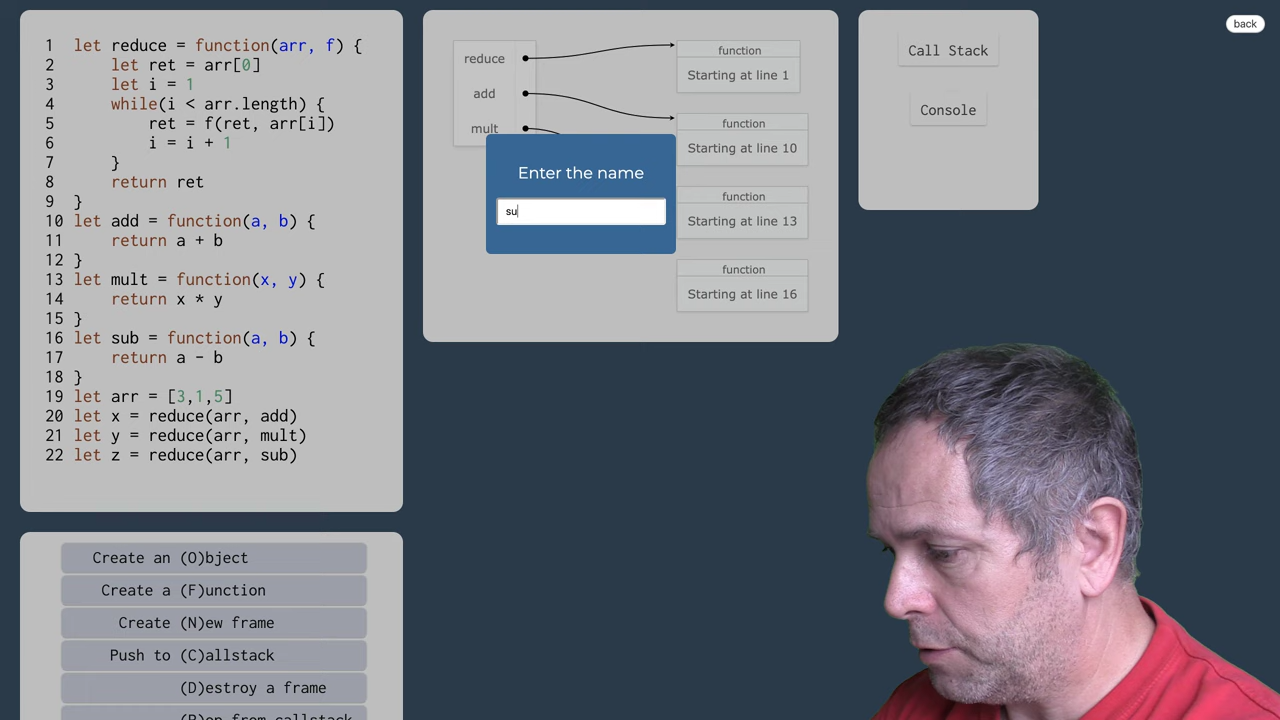 back
1 let reduce = function(arr, f) {
2 let ret = arr[0]
3 let i = 1
4 while(i < arr.length) {
5 ret = f(ret, arr[i])
6 i = i + 1
7 }
8 return ret
9 }
10 let add = function(a, b) {
11 return a + b
12 }
13 let mult = function(x, y) {
14 return x * y
15 }
16 let sub = function(a, b) {
17 return a - b
18 }
19 let arr = [3,1,5]
20 let x = reduce(arr, add)
21 let y = reduce(arr, mult)
22 let z = reduce(arr, sub)
reduce
add
mult
function
Starting at line 1
function
Starting at line 10
function
Starting at line 13
function
Starting at line 16
Enter the name
su
Call Stack
Console
Create an (O)bject
Create a (F)unction
Create (N)ew frame
Push to (C)allstack
(D)estroy a frame
(P)op from callstack